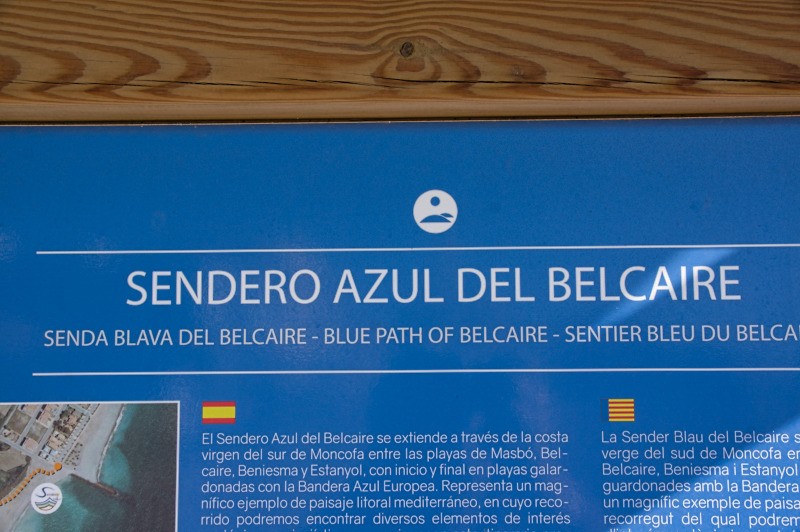 SENDERO AZUL DEL BELCAIRE
SENDA BLAVA DEL BELCAIRE - BLUE PATH OF BELCAIRE - SENTIER BLEU DU BELCA
El Sendero Azul del Belcaire se extiende a través de la costa
virgen del sur de Moncofa entre las playas de Masbó, Bel-
caire, Beniesma y Estanyol, con inicio y final en playas galar-
donadas con la Bandera Azul Europea. Representa un mag-
nífico ejemplo de paisaje litoral mediterráneo, en cuyo reco-
rrido podremos encontrar diversos elementos de interés
La Sender Blau del Belcaire s
verge del sud de Moncofa en
Belcaire, Beniesma i Estanyol
guardonades amb la Bandera
un magnífic exemple de paisa
recorregut del qual podrem